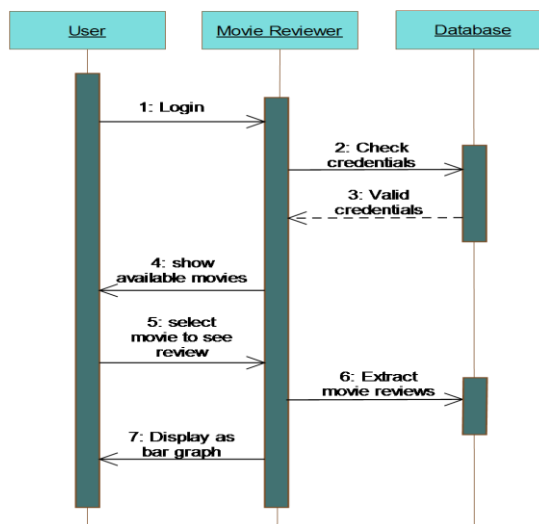 User
Movie Reviewer
Database
1: Login
2: Check
credentials
3: Valid
credentials
4: show
available movies
5: select
movie to see
review
6: Extract
movie reviews
7: Display as
bar graph